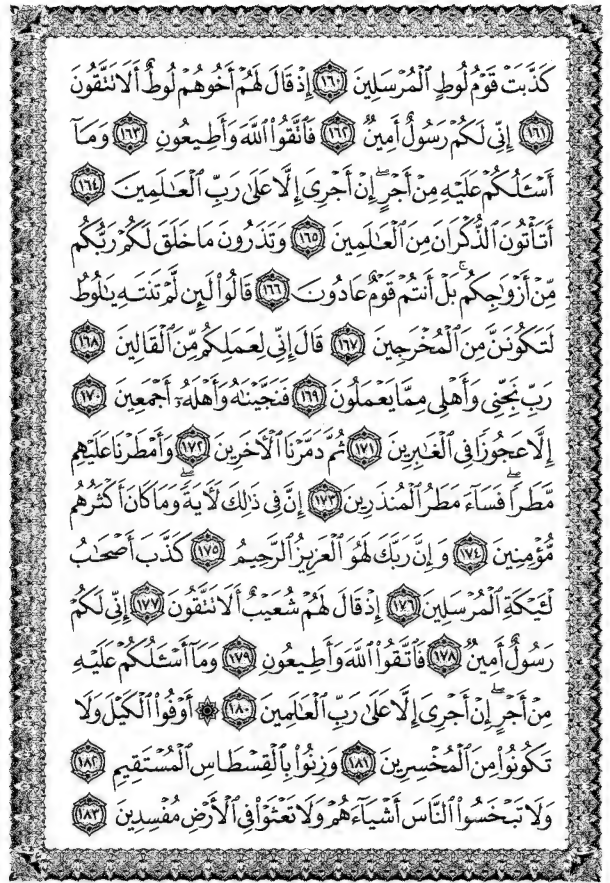 كَذَّبَتْ قَوْمُ لُوطٍ ٱلْمُرْسَلِينَ ١٦٠ إِذْ قَالَ لَهُمْ أَخُوهُمْ لُوطٌ أَلَا تَتَّقُونَ
١٦١ إِنِّى لَكُمْ رَسُولٌ أَمِينٌ ١٦٢ فَٱتَّقُوا۟ ٱللَّهَ وَأَطِيعُونِ ١٦٣ وَمَآ
أَسْـَٔلُكُمْ عَلَيْهِ مِنْ أَجْرٍ ۖ إِنْ أَجْرِىَ إِلَّا عَلَىٰ رَبِّ ٱلْعَـٰلَمِينَ ١٦٤
أَتَأْتُونَ ٱلذُّكْرَانَ مِنَ ٱلْعَـٰلَمِينَ ١٦٥ وَتَذَرُونَ مَا خَلَقَ لَكُمْ رَبُّكُم
مِّنْ أَزْوَٰجِكُم ۚ بَلْ أَنتُمْ قَوْمٌ عَادُونَ ١٦٦ قَالُوا۟ لَئِن لَّمْ تَنتَهِ يَـٰلُوطُ
لَتَكُونَنَّ مِنَ ٱلْمُخْرَجِينَ ١٦٧ قَالَ إِنِّى لِعَمَلِكُم مِّنَ ٱلْقَالِينَ ١٦٨
رَبِّ نَجِّنِى وَأَهْلِى مِمَّا يَعْمَلُونَ ١٦٩ فَنَجَّيْنَـٰهُ وَأَهْلَهُۥٓ أَجْمَعِينَ ١٧٠
إِلَّا عَجُوزًا فِى ٱلْغَـٰبِرِينَ ١٧١ ثُمَّ دَمَّرْنَا ٱلْـَٔاخَرِينَ ١٧٢ وَأَمْطَرْنَا عَلَيْهِم
مَّطَرًا ۖ فَسَآءَ مَطَرُ ٱلْمُنذَرِينَ ١٧٣ إِنَّ فِى ذَٰلِكَ لَـَٔايَةً ۖ وَمَا كَانَ أَكْثَرُهُم
مُّؤْمِنِينَ ١٧٤ وَإِنَّ رَبَّكَ لَهُوَ ٱلْعَزِيزُ ٱلرَّحِيمُ ١٧٥ كَذَّبَ أَصْحَـٰبُ
لْـَٔيْكَةِ ٱلْمُرْسَلِينَ ١٧٦ إِذْ قَالَ لَهُمْ شُعَيْبٌ أَلَا تَتَّقُونَ ١٧٧ إِنِّى لَكُمْ
رَسُولٌ أَمِينٌ ١٧٨ فَٱتَّقُوا۟ ٱللَّهَ وَأَطِيعُونِ ١٧٩ وَمَآ أَسْـَٔلُكُمْ عَلَيْهِ
مِنْ أَجْرٍ ۖ إِنْ أَجْرِىَ إِلَّا عَلَىٰ رَبِّ ٱلْعَـٰلَمِينَ ١٨٠ ۞ أَوْفُوا۟ ٱلْكَيْلَ وَلَا
تَكُونُوا۟ مِنَ ٱلْمُخْسِرِينَ ١٨١ وَزِنُوا۟ بِٱلْقِسْطَاسِ ٱلْمُسْتَقِيمِ ١٨٢
وَلَا تَبْخَسُوا۟ ٱلنَّاسَ أَشْيَآءَهُمْ وَلَا تَعْثَوْا۟ فِى ٱلْأَرْضِ مُفْسِدِينَ ١٨٣